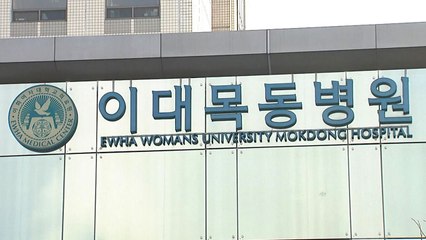 이대목동병원
EWHA WOMANS UNIVERSITY MOKDONG HOSPITAL